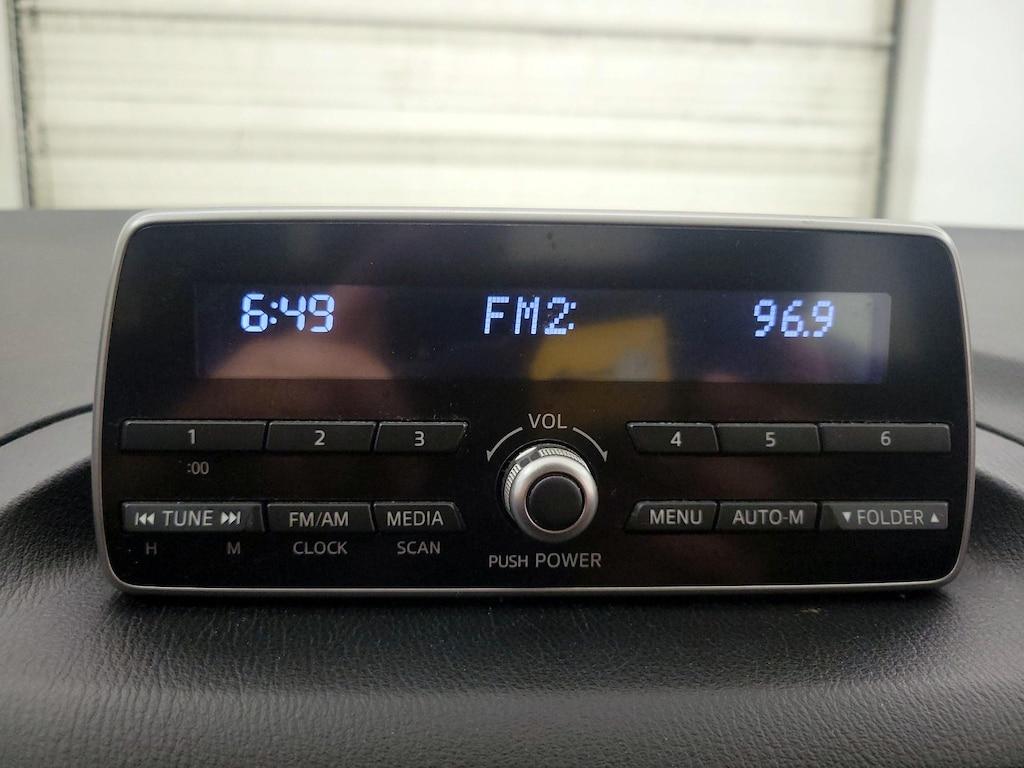 6:49 FM2: 96.9
VOL
1 2 3 4 5 6
:00
⏮ TUNE ⏭ FM/AM MEDIA MENU AUTO-M ▼ FOLDER ▲
H M CLOCK SCAN
PUSH POWER